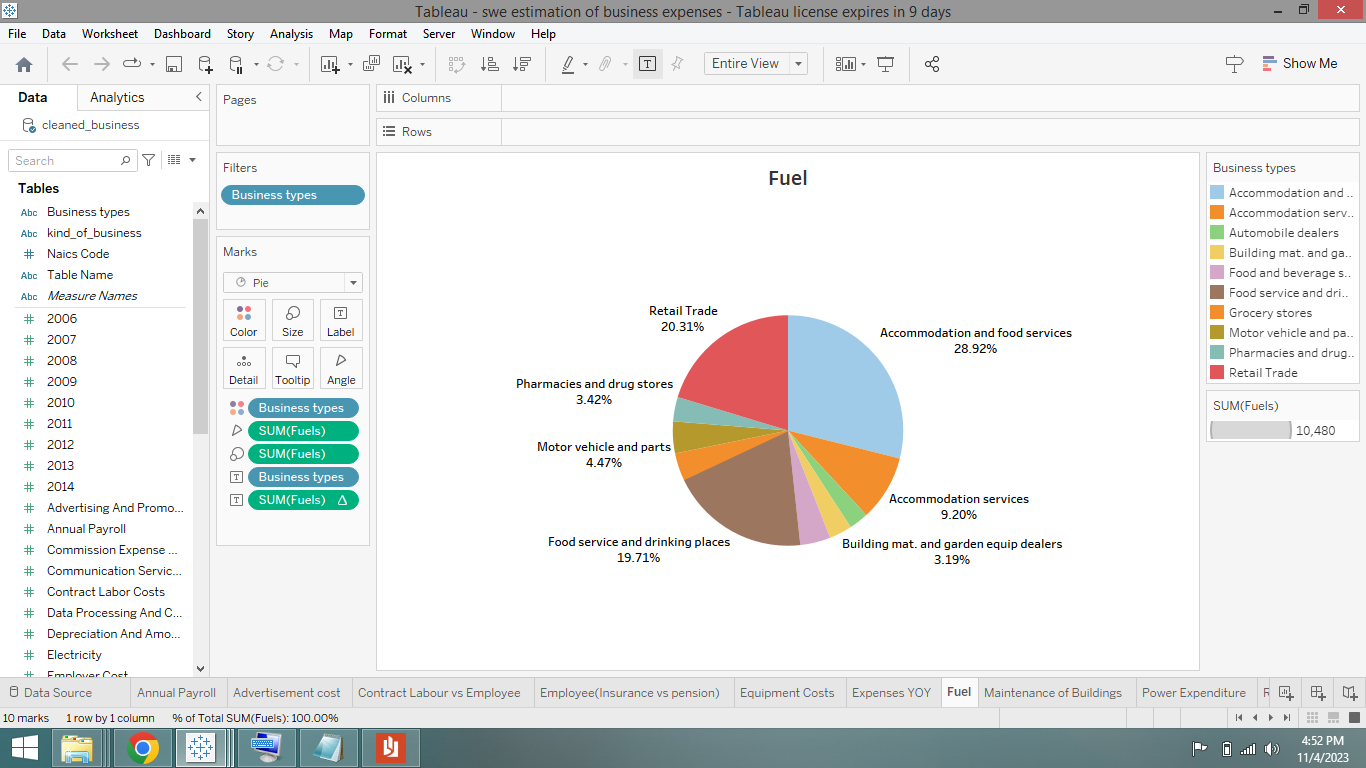 Tableau - swe estimation of business expenses - Tableau license expires in 9 days
File Data Worksheet Dashboard Story Analysis Map Format Server Window Help
Entire View
Show Me
Data Analytics
cleaned_business
Search
Tables
Abc Business types
Abc kind_of_business
# Naics Code
Abc Table Name
Abc Measure Names
# 2006
# 2007
# 2008
# 2009
# 2010
# 2011
# 2012
# 2013
# 2014
# Advertising And Promo...
# Annual Payroll
# Commission Expense ...
# Communication Servic...
# Contract Labor Costs
# Data Processing And C...
# Depreciation And Amo...
# Electricity
# Employer Cost
Pages
Filters
Business types
Marks
Pie
Color Size Label
Detail Tooltip Angle
Business types
SUM(Fuels)
SUM(Fuels)
Business types
SUM(Fuels) Δ
Columns
Rows
Fuel
Retail Trade
20.31%
Accommodation and food services
28.92%
Pharmacies and drug stores
3.42%
Motor vehicle and parts
4.47%
Accommodation services
9.20%
Food service and drinking places
19.71%
Building mat. and garden equip dealers
3.19%
Business types
Accommodation and ..
Accommodation serv..
Automobile dealers
Building mat. and ga..
Food and beverage s..
Food service and dri..
Grocery stores
Motor vehicle and pa..
Pharmacies and drug..
Retail Trade
SUM(Fuels)
10,480
Data Source Annual Payroll Advertisement cost Contract Labour vs Employee Employee(Insurance vs pension) Equipment Costs Expenses YOY Fuel Maintenance of Buildings Power Expenditure
10 marks 1 row by 1 column % of Total SUM(Fuels): 100.00%
4:52 PM
11/4/2023